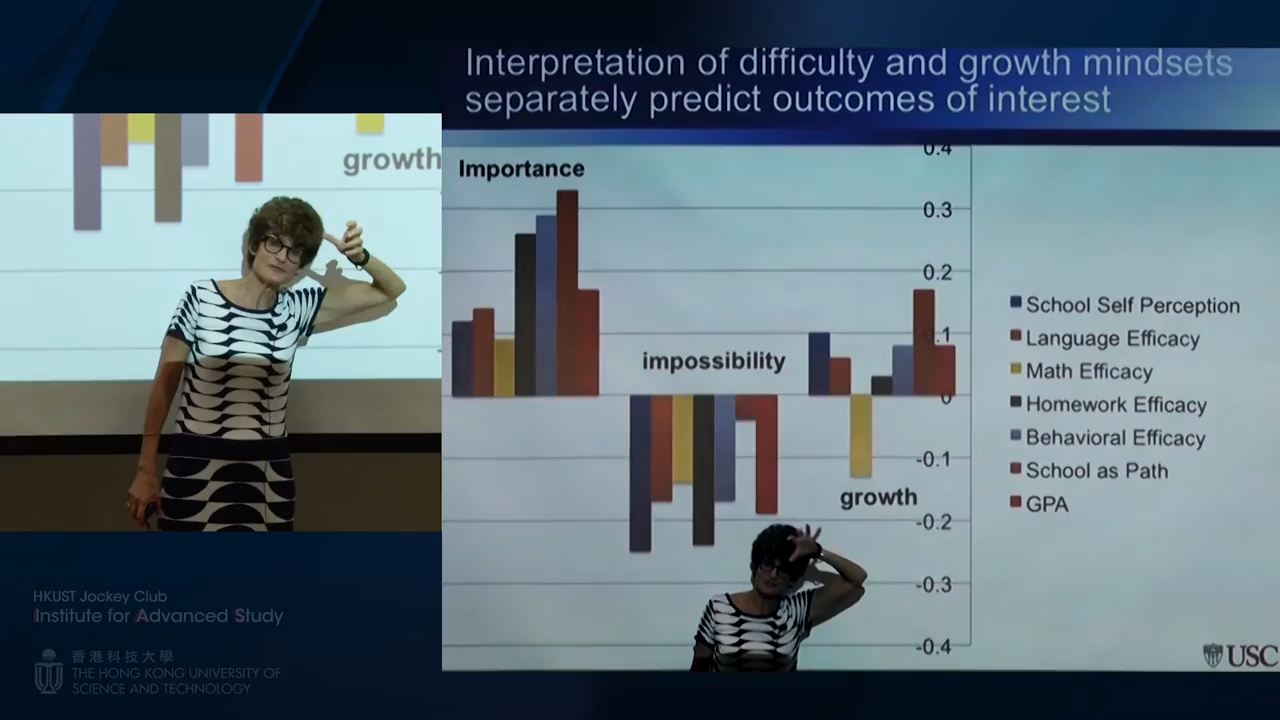 Interpretation of difficulty and growth mindsets
separately predict outcomes of interest
growth
Importance
impossibility
growth
0.4
0.3
0.2
0.1
0
-0.1
-0.2
-0.3
-0.4
School Self Perception
Language Efficacy
Math Efficacy
Homework Efficacy
Behavioral Efficacy
School as Path
GPA
USC
HKUST Jockey Club
Institute for Advanced Study
香港科技大學
THE HONG KONG UNIVERSITY OF
SCIENCE AND TECHNOLOGY